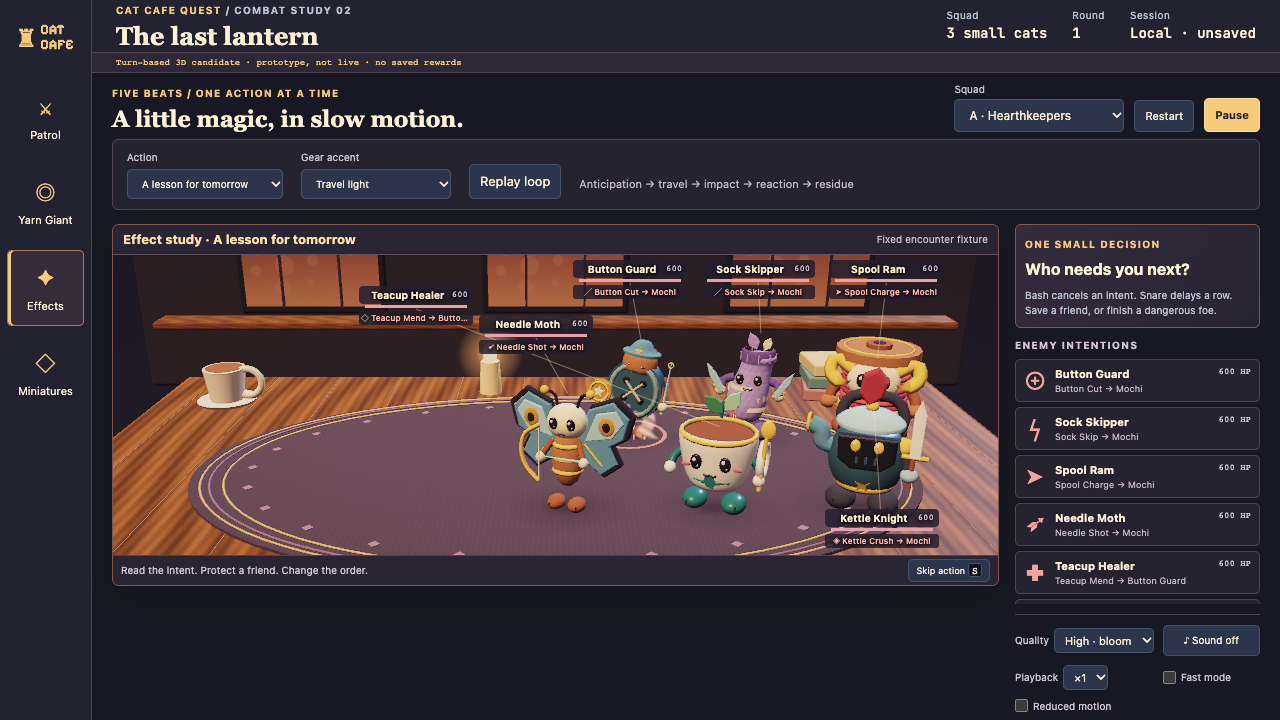 CAT CAFE
CAT CAFE QUEST / COMBAT STUDY 02
The last lantern
Squad
3 small cats
Round
1
Session
Local · unsaved
Turn-based 3D candidate · prototype, not live · no saved rewards
Patrol
Yarn Giant
Effects
Miniatures
FIVE BEATS / ONE ACTION AT A TIME
A little magic, in slow motion.
Squad
A · Hearthkeepers
Restart
Pause
Action
A lesson for tomorrow
Gear accent
Travel light
Replay loop
Anticipation → travel → impact → reaction → residue
Effect study · A lesson for tomorrow
Fixed encounter fixture
Button Guard 600
Button Cut → Mochi
Sock Skipper 600
Sock Skip → Mochi
Spool Ram 600
Spool Charge → Mochi
Teacup Healer 600
Teacup Mend → Butto...
Needle Moth 600
Needle Shot → Mochi
Kettle Knight 600
Kettle Crush → Mochi
Read the intent. Protect a friend. Change the order.
Skip action S
ONE SMALL DECISION
Who needs you next?
Bash cancels an intent. Snare delays a row.
Save a friend, or finish a dangerous foe.
ENEMY INTENTIONS
Button Guard 600 HP
Button Cut → Mochi
Sock Skipper 600 HP
Sock Skip → Mochi
Spool Ram 600 HP
Spool Charge → Mochi
Needle Moth 600 HP
Needle Shot → Mochi
Teacup Healer 600 HP
Teacup Mend → Button Guard
Quality
High · bloom
♪ Sound off
Playback
×1
Fast mode
Reduced motion